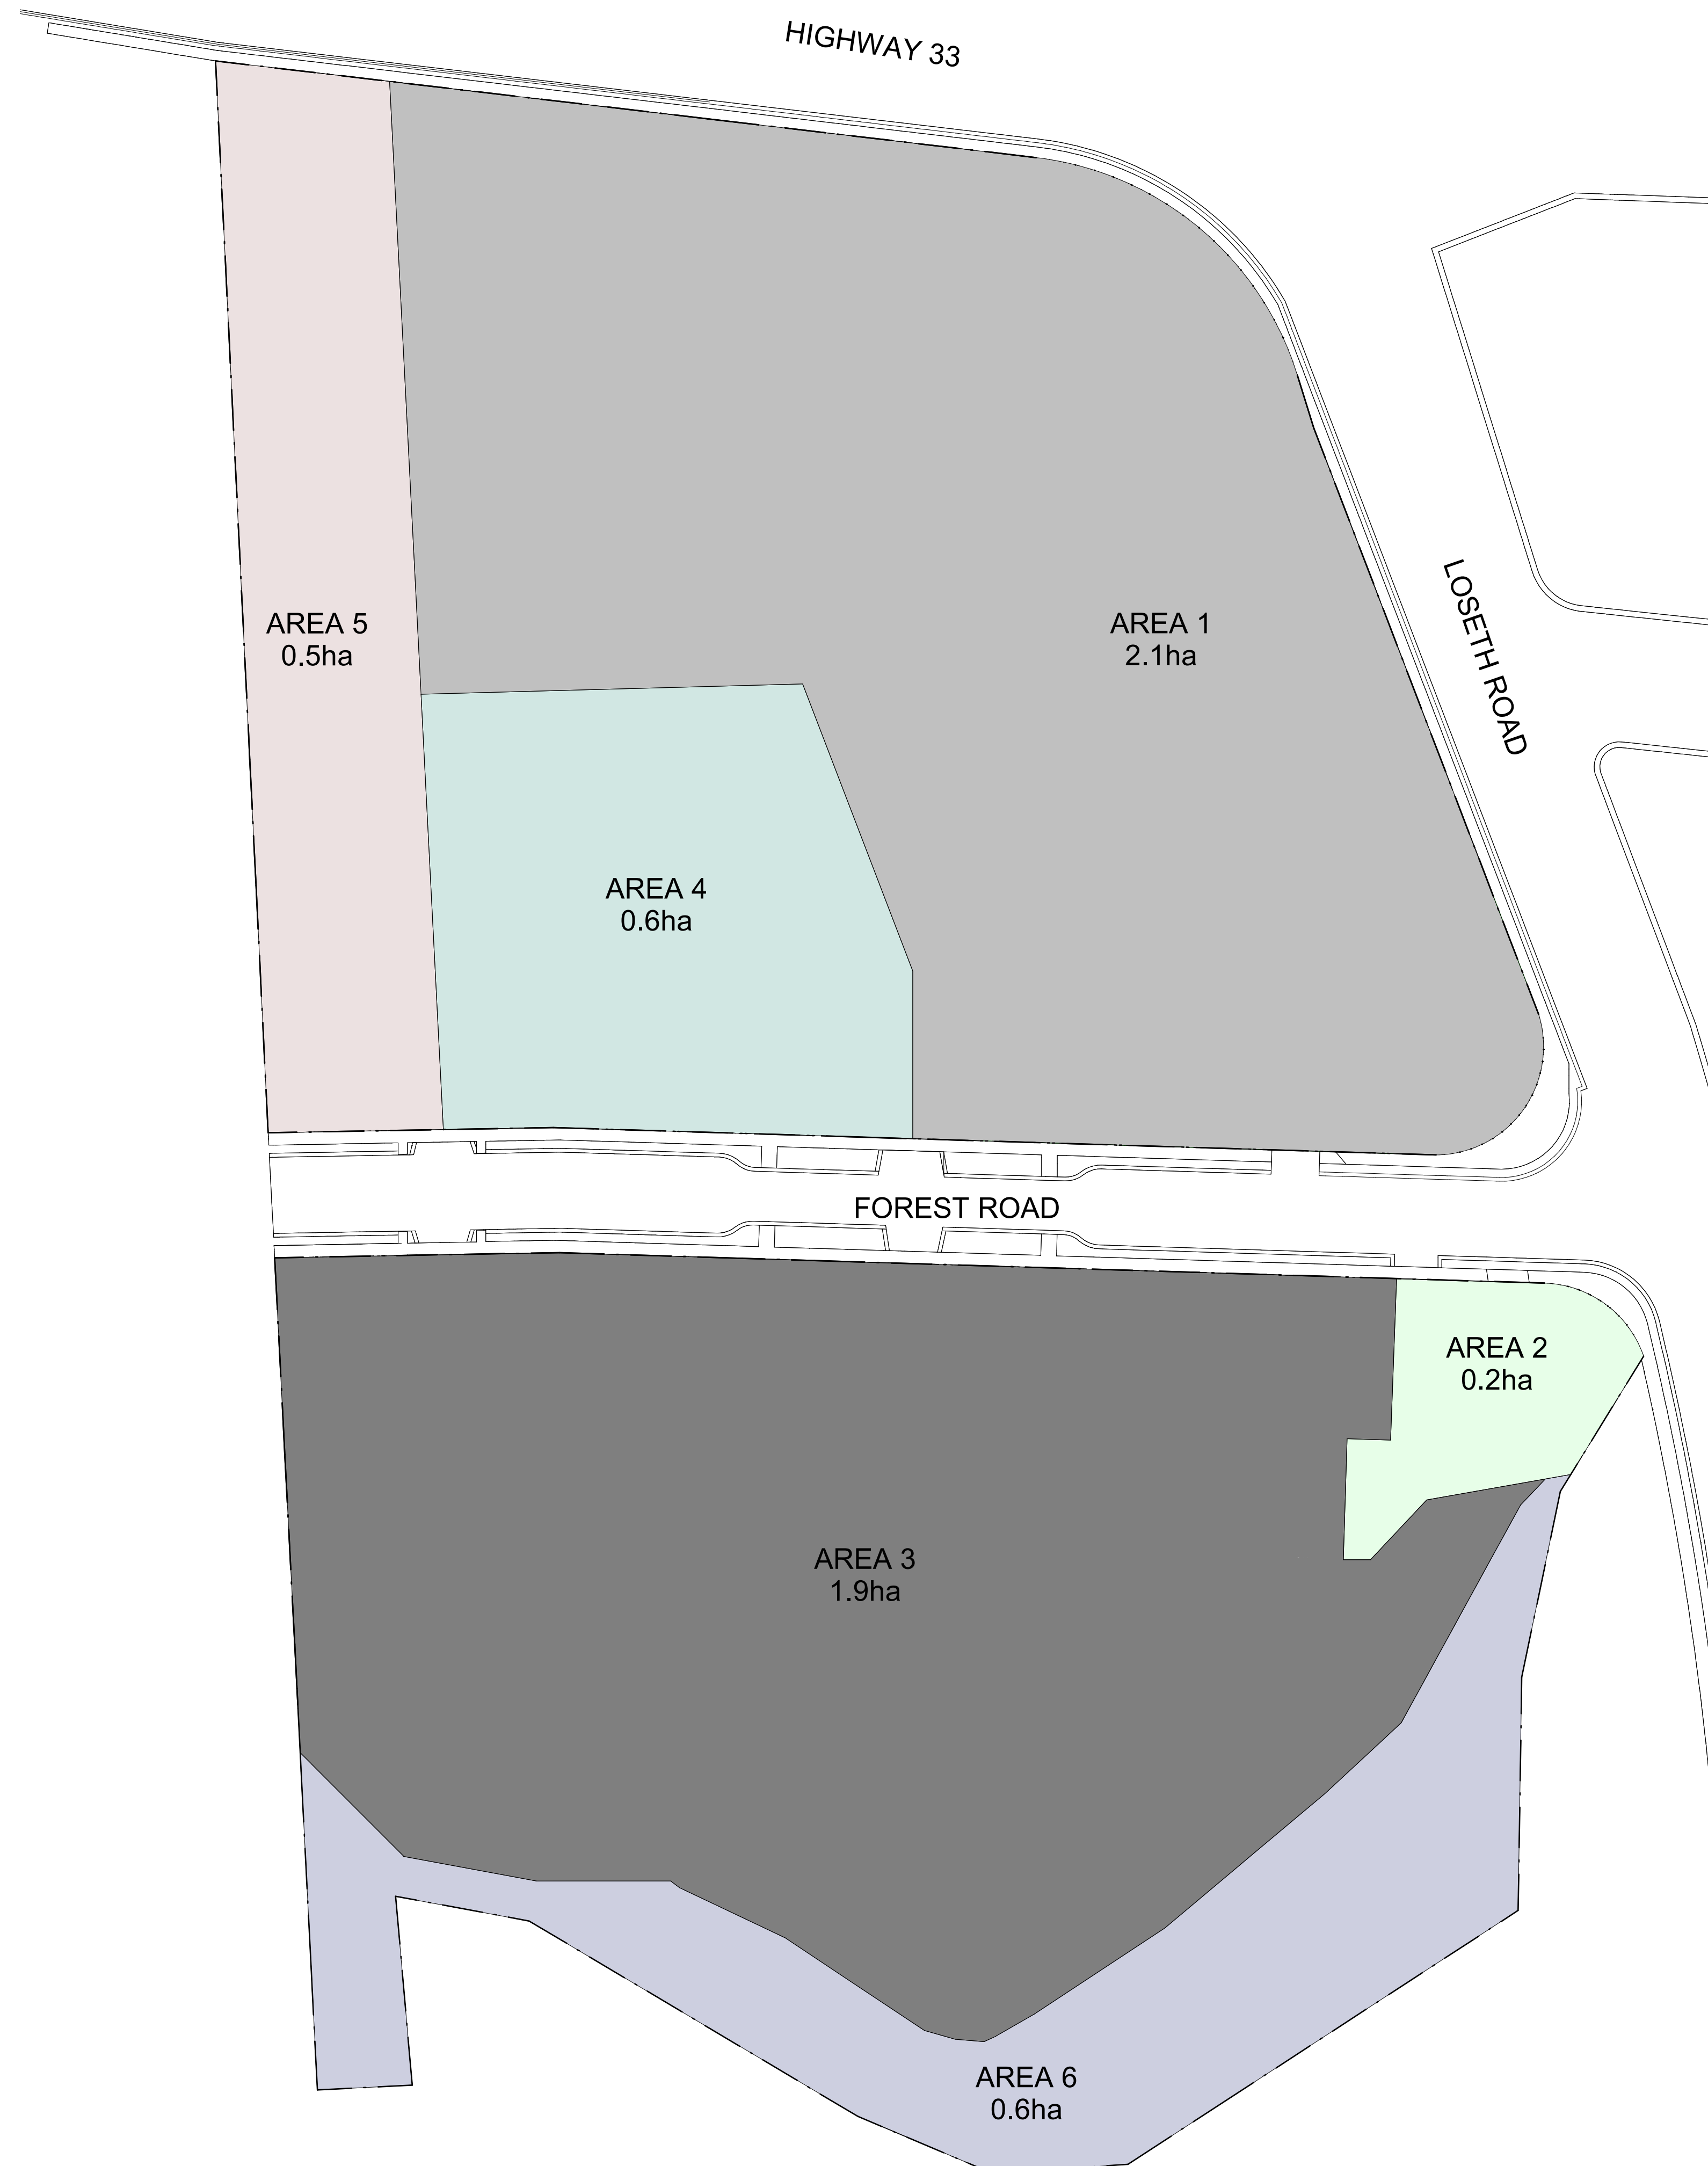 HIGHWAY 33
AREA 5
0.5ha
AREA 1
2.1ha
LOSETH ROAD
AREA 4
0.6ha
FOREST ROAD
AREA 2
0.2ha
AREA 3
1.9ha
AREA 6
0.6ha